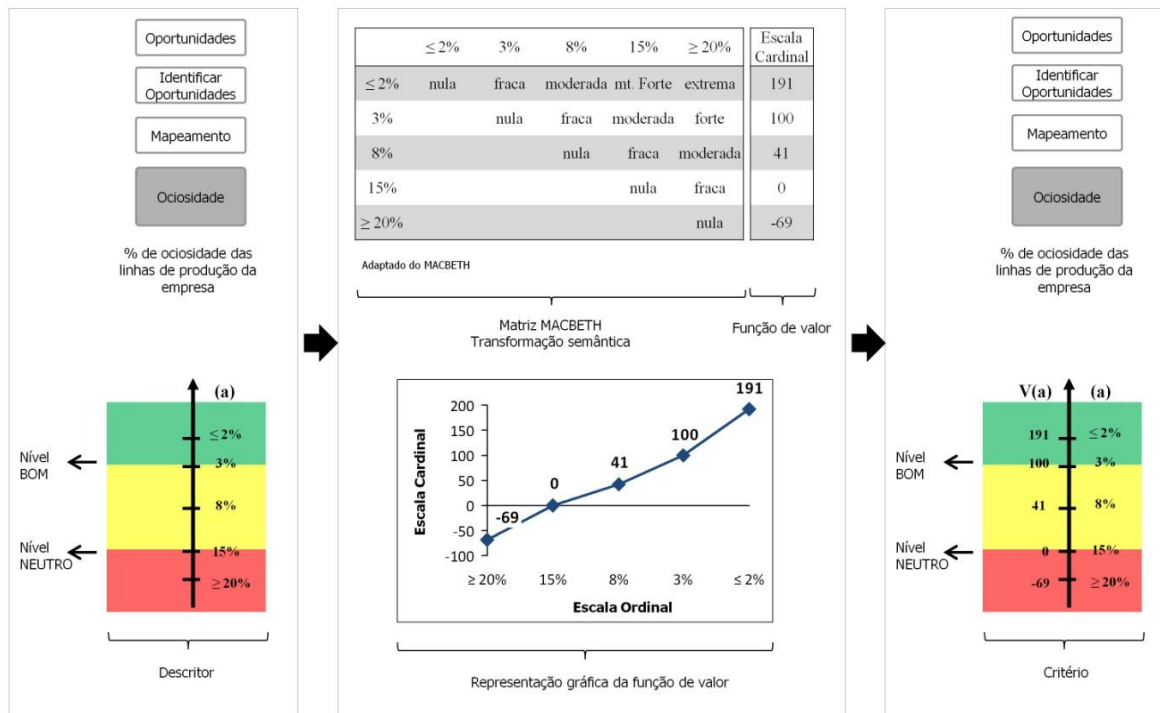 Oportunidades
Identificar
Oportunidades
Mapeamento
Ociosidade
% de ociosidade das
linhas de produção da
empresa
(a)
≤ 2%
Nível
BOM
3%
8%
Nível
NEUTRO
15%
≥ 20%
Descritor
≤ 2% 3% 8% 15% ≥ 20% Escala
Cardinal
≤ 2% nula fraca moderada mt. Forte extrema 191
3% nula fraca moderada forte 100
8% nula fraca moderada 41
15% nula fraca 0
≥ 20% nula -69
Adaptado do MACBETH
Matriz MACBETH
Transformação semântica
Função de valor
Escala Cardinal
200
150
100
50
0
-50
-100
-69
0
41
100
191
≥ 20% 15% 8% 3% ≤ 2%
Escala Ordinal
Representação gráfica da função de valor
Oportunidades
Identificar
Oportunidades
Mapeamento
Ociosidade
% de ociosidade das
linhas de produção da
empresa
V(a) (a)
191 ≤ 2%
Nível
BOM
100 3%
41 8%
Nível
NEUTRO
0 15%
-69 ≥ 20%
Critério